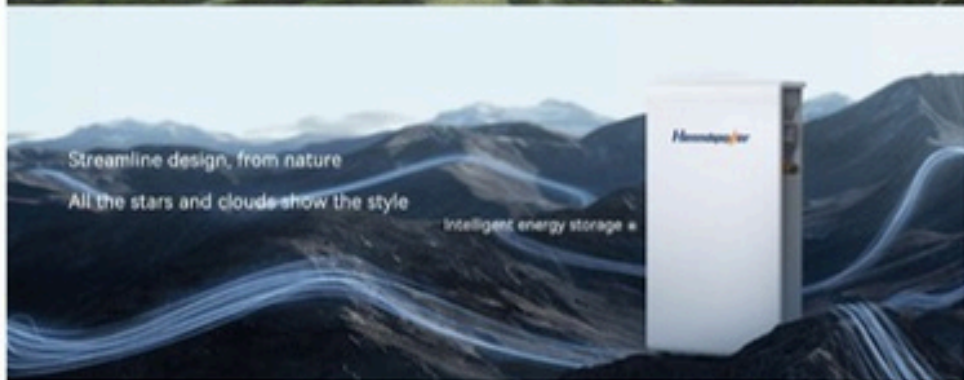 Streamline design, from nature
All the stars and clouds show the style
Intelligent energy storage